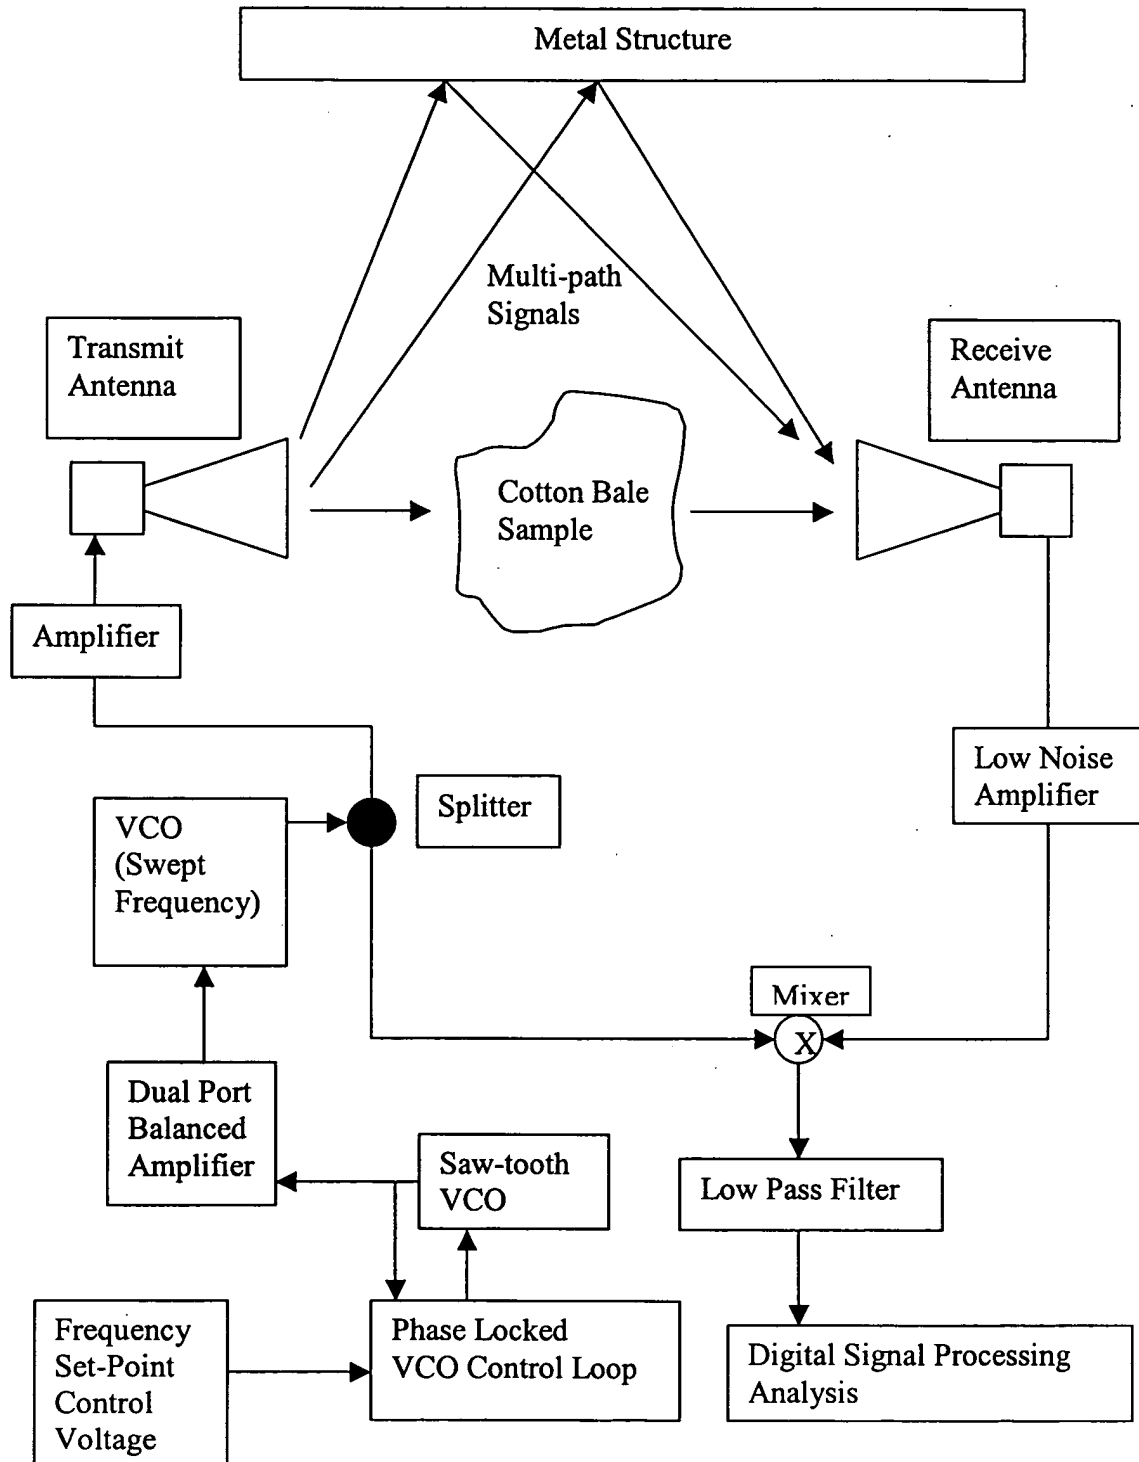 Metal Structure
Multi-path
Signals
Transmit
Antenna
Receive
Antenna
Cotton Bale
Sample
Amplifier
Low Noise
Amplifier
Splitter
VCO
(Swept
Frequency)
Mixer
X
Dual Port
Balanced
Amplifier
Saw-tooth
VCO
Low Pass Filter
Frequency
Set-Point
Control
Voltage
Phase Locked
VCO Control Loop
Digital Signal Processing
Analysis